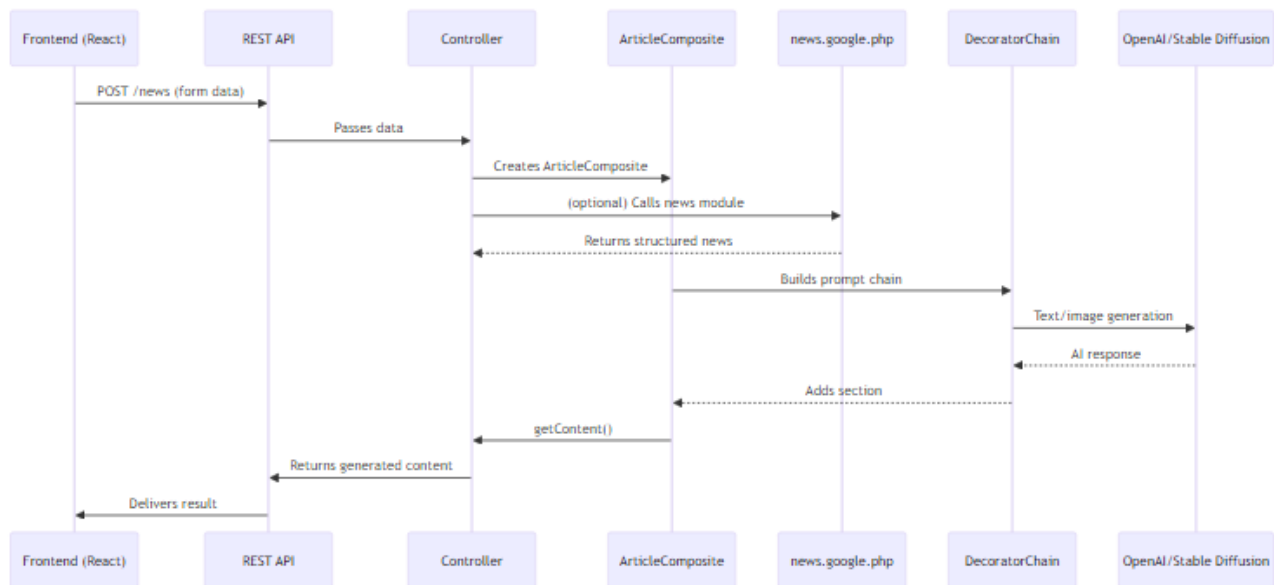 Frontend (React)
REST API
Controller
ArticleComposite
news.google.php
DecoratorChain
OpenAI/Stable Diffusion
POST /news (form data)
Passes data
Creates ArticleComposite
(optional) Calls news module
Returns structured news
Builds prompt chain
Text/image generation
AI response
Adds section
getContent()
Returns generated content
Delivers result
Frontend (React)
REST API
Controller
ArticleComposite
news.google.php
DecoratorChain
OpenAI/Stable Diffusion